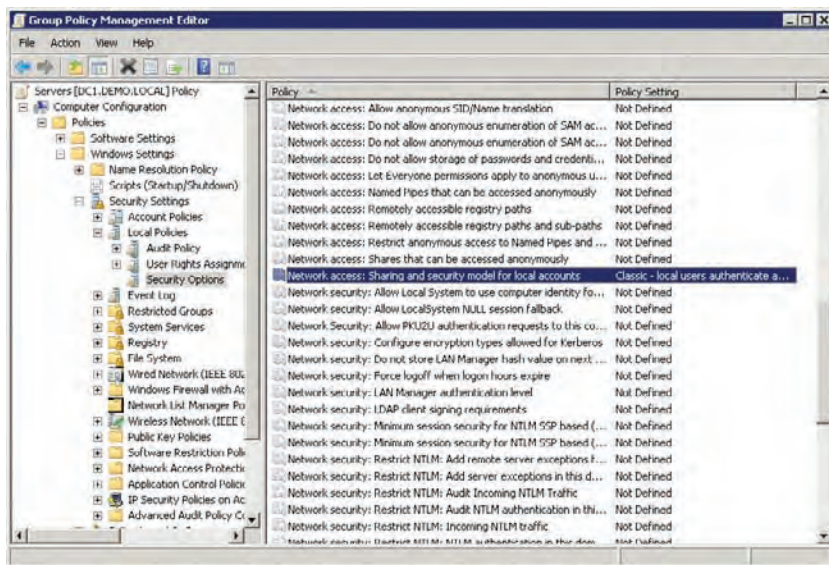 Group Policy Management Editor
File Action View Help
Servers [DC1.DEMO.LOCAL] Policy
Computer Configuration
Policies
Software Settings
Windows Settings
Name Resolution Policy
Scripts (Startup/Shutdown)
Security Settings
Account Policies
Local Policies
Audit Policy
User Rights Assignme
Security Options
Event Log
Restricted Groups
System Services
Registry
File System
Wired Network (IEEE 802
Windows Firewall with Ad
Network List Manager Po
Wireless Network (IEEE 8
Public Key Policies
Software Restriction Poli
Network Access Protectic
Application Control Policie
IP Security Policies on Ac
Advanced Audit Policy Co
Policy Policy Setting
Network access: Allow anonymous SID/Name translation Not Defined
Network access: Do not allow anonymous enumeration of SAM ac... Not Defined
Network access: Do not allow anonymous enumeration of SAM ac... Not Defined
Network access: Do not allow storage of passwords and credenti... Not Defined
Network access: Let Everyone permissions apply to anonymous u... Not Defined
Network access: Named Pipes that can be accessed anonymously Not Defined
Network access: Remotely accessible registry paths Not Defined
Network access: Remotely accessible registry paths and sub-paths Not Defined
Network access: Restrict anonymous access to Named Pipes and ... Not Defined
Network access: Shares that can be accessed anonymously Not Defined
Network access: Sharing and security model for local accounts Classic - local users authenticate a...
Network security: Allow Local System to use computer identity fo... Not Defined
Network security: Allow LocalSystem NULL session fallback Not Defined
Network Security: Allow PKU2U authentication requests to this co... Not Defined
Network security: Configure encryption types allowed for Kerberos Not Defined
Network security: Do not store LAN Manager hash value on next ... Not Defined
Network security: Force logoff when logon hours expire Not Defined
Network security: LAN Manager authentication level Not Defined
Network security: LDAP client signing requirements Not Defined
Network security: Minimum session security for NTLM SSP based (... Not Defined
Network security: Minimum session security for NTLM SSP based (... Not Defined
Network security: Restrict NTLM: Add remote server exceptions f... Not Defined
Network security: Restrict NTLM: Add server exceptions in this d... Not Defined
Network security: Restrict NTLM: Audit Incoming NTLM Traffic Not Defined
Network security: Restrict NTLM: Audit NTLM authentication in thi... Not Defined
Network security: Restrict NTLM: Incoming NTLM traffic Not Defined
Network security: Restrict NTLM: NTLM authentication in this dom Not Defined